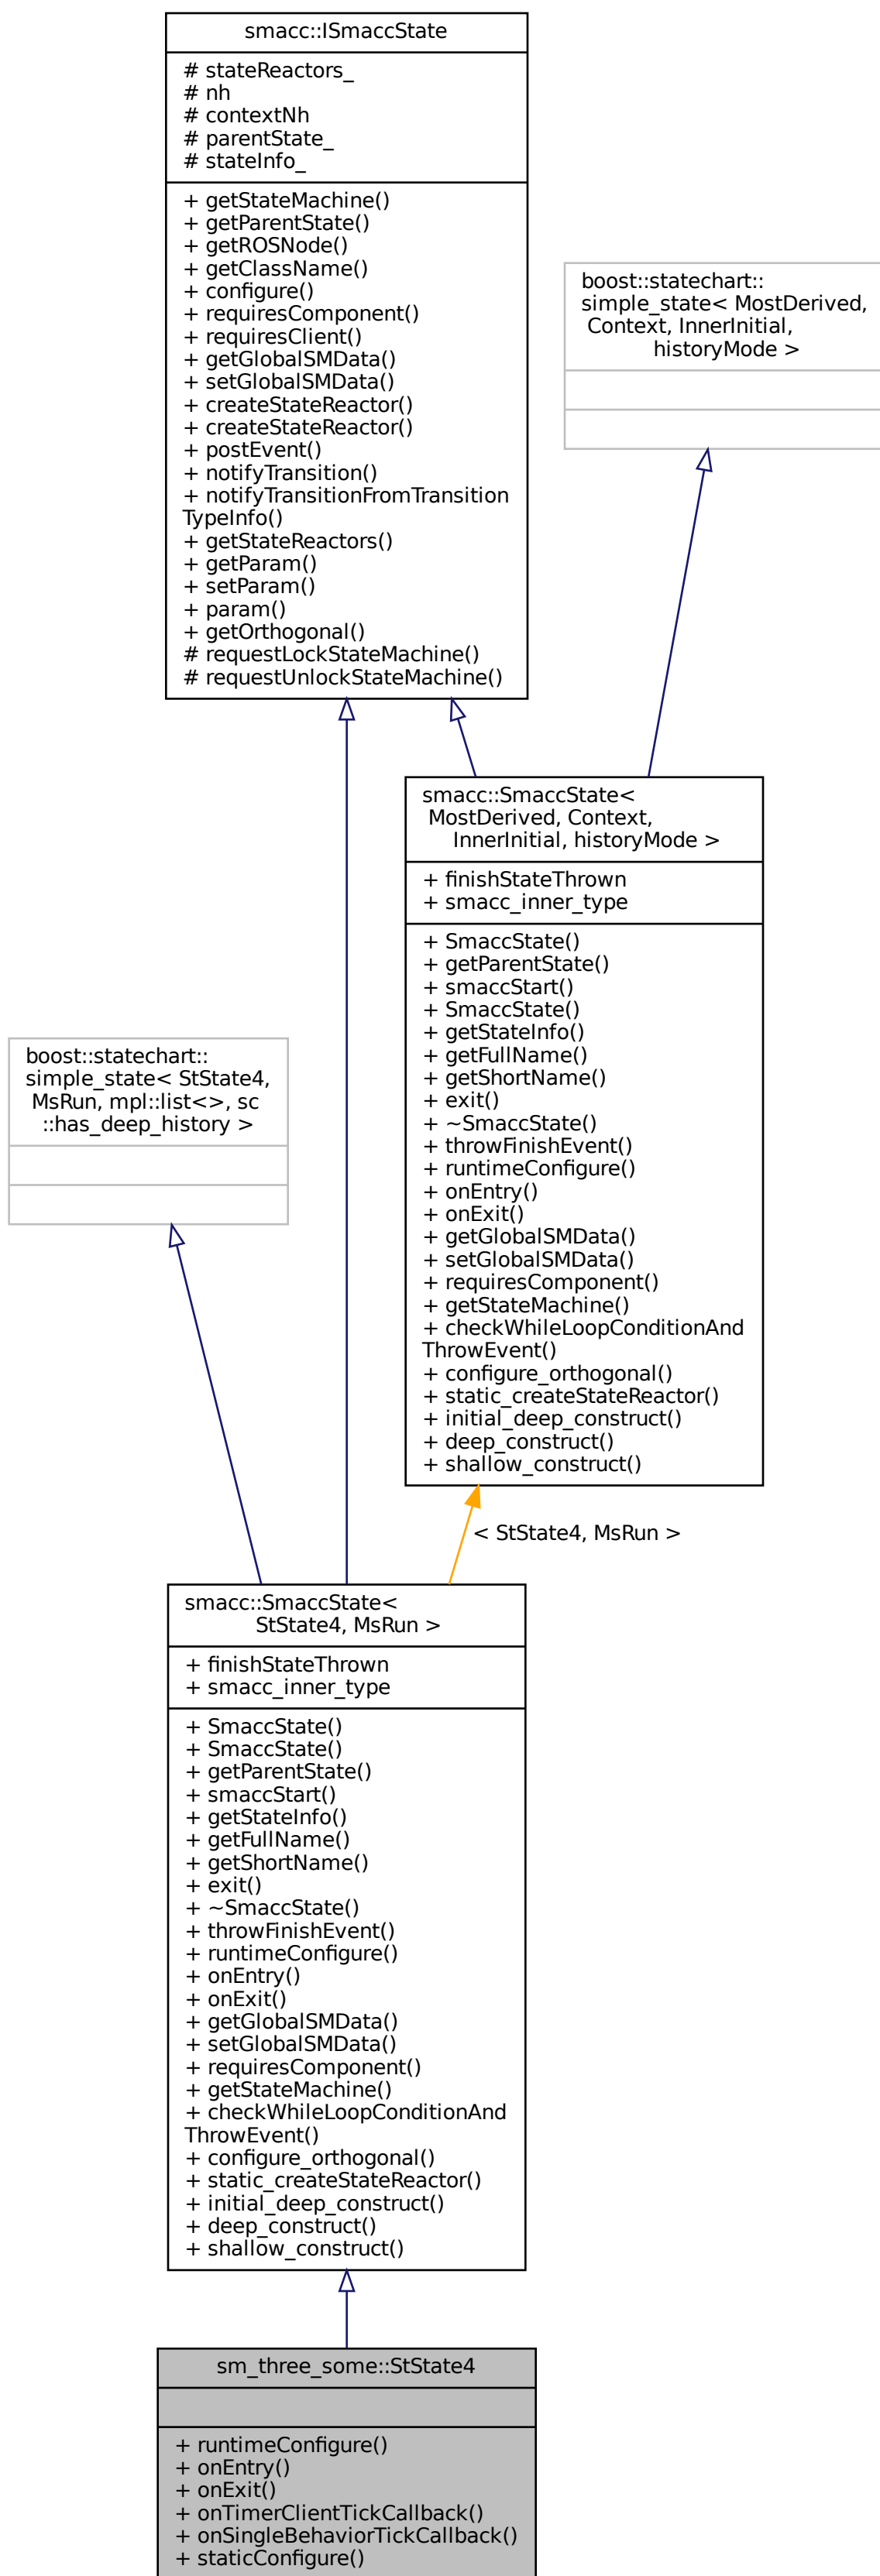 smacc::ISmaccState
# stateReactors_
# nh
# contextNh
# parentState_
# stateInfo_
+ getStateMachine()
+ getParentState()
+ getROSNode()
+ getClassName()
+ configure()
+ requiresComponent()
+ requiresClient()
+ getGlobalSMData()
+ setGlobalSMData()
+ createStateReactor()
+ createStateReactor()
+ postEvent()
+ notifyTransition()
+ notifyTransitionFromTransition
TypeInfo()
+ getStateReactors()
+ getParam()
+ setParam()
+ param()
+ getOrthogonal()
# requestLockStateMachine()
# requestUnlockStateMachine()
boost::statechart::
simple_state< MostDerived,
Context, InnerInitial,
historyMode >
smacc::SmaccState<
MostDerived, Context,
InnerInitial, historyMode >
+ finishStateThrown
+ smacc_inner_type
+ SmaccState()
+ getParentState()
+ smaccStart()
+ SmaccState()
+ getStateInfo()
+ getFullName()
+ getShortName()
+ exit()
+ ~SmaccState()
+ throwFinishEvent()
+ runtimeConfigure()
+ onEntry()
+ onExit()
+ getGlobalSMData()
+ setGlobalSMData()
+ requiresComponent()
+ getStateMachine()
+ checkWhileLoopConditionAnd
ThrowEvent()
+ configure_orthogonal()
+ static_createStateReactor()
+ initial_deep_construct()
+ deep_construct()
+ shallow_construct()
boost::statechart::
simple_state< StState4,
MsRun, mpl::list<>, sc
::has_deep_history >
< StState4, MsRun >
smacc::SmaccState<
StState4, MsRun >
+ finishStateThrown
+ smacc_inner_type
+ SmaccState()
+ SmaccState()
+ getParentState()
+ smaccStart()
+ getStateInfo()
+ getFullName()
+ getShortName()
+ exit()
+ ~SmaccState()
+ throwFinishEvent()
+ runtimeConfigure()
+ onEntry()
+ onExit()
+ getGlobalSMData()
+ setGlobalSMData()
+ requiresComponent()
+ getStateMachine()
+ checkWhileLoopConditionAnd
ThrowEvent()
+ configure_orthogonal()
+ static_createStateReactor()
+ initial_deep_construct()
+ deep_construct()
+ shallow_construct()
sm_three_some::StState4
+ runtimeConfigure()
+ onEntry()
+ onExit()
+ onTimerClientTickCallback()
+ onSingleBehaviorTickCallback()
+ staticConfigure()